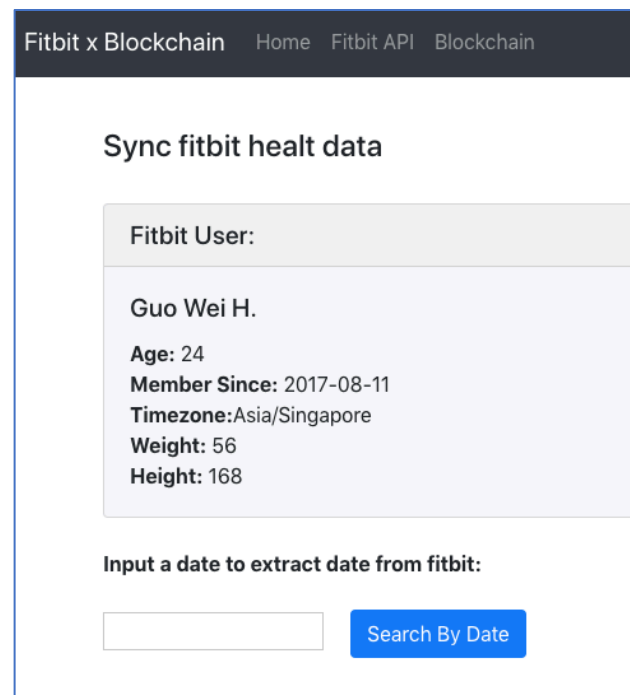 Fitbit x Blockchain Home Fitbit API Blockchain
Sync fitbit healt data
Fitbit User:
Guo Wei H.
Age: 24
Member Since: 2017-08-11
Timezone:Asia/Singapore
Weight: 56
Height: 168
Input a date to extract date from fitbit:
Search By Date